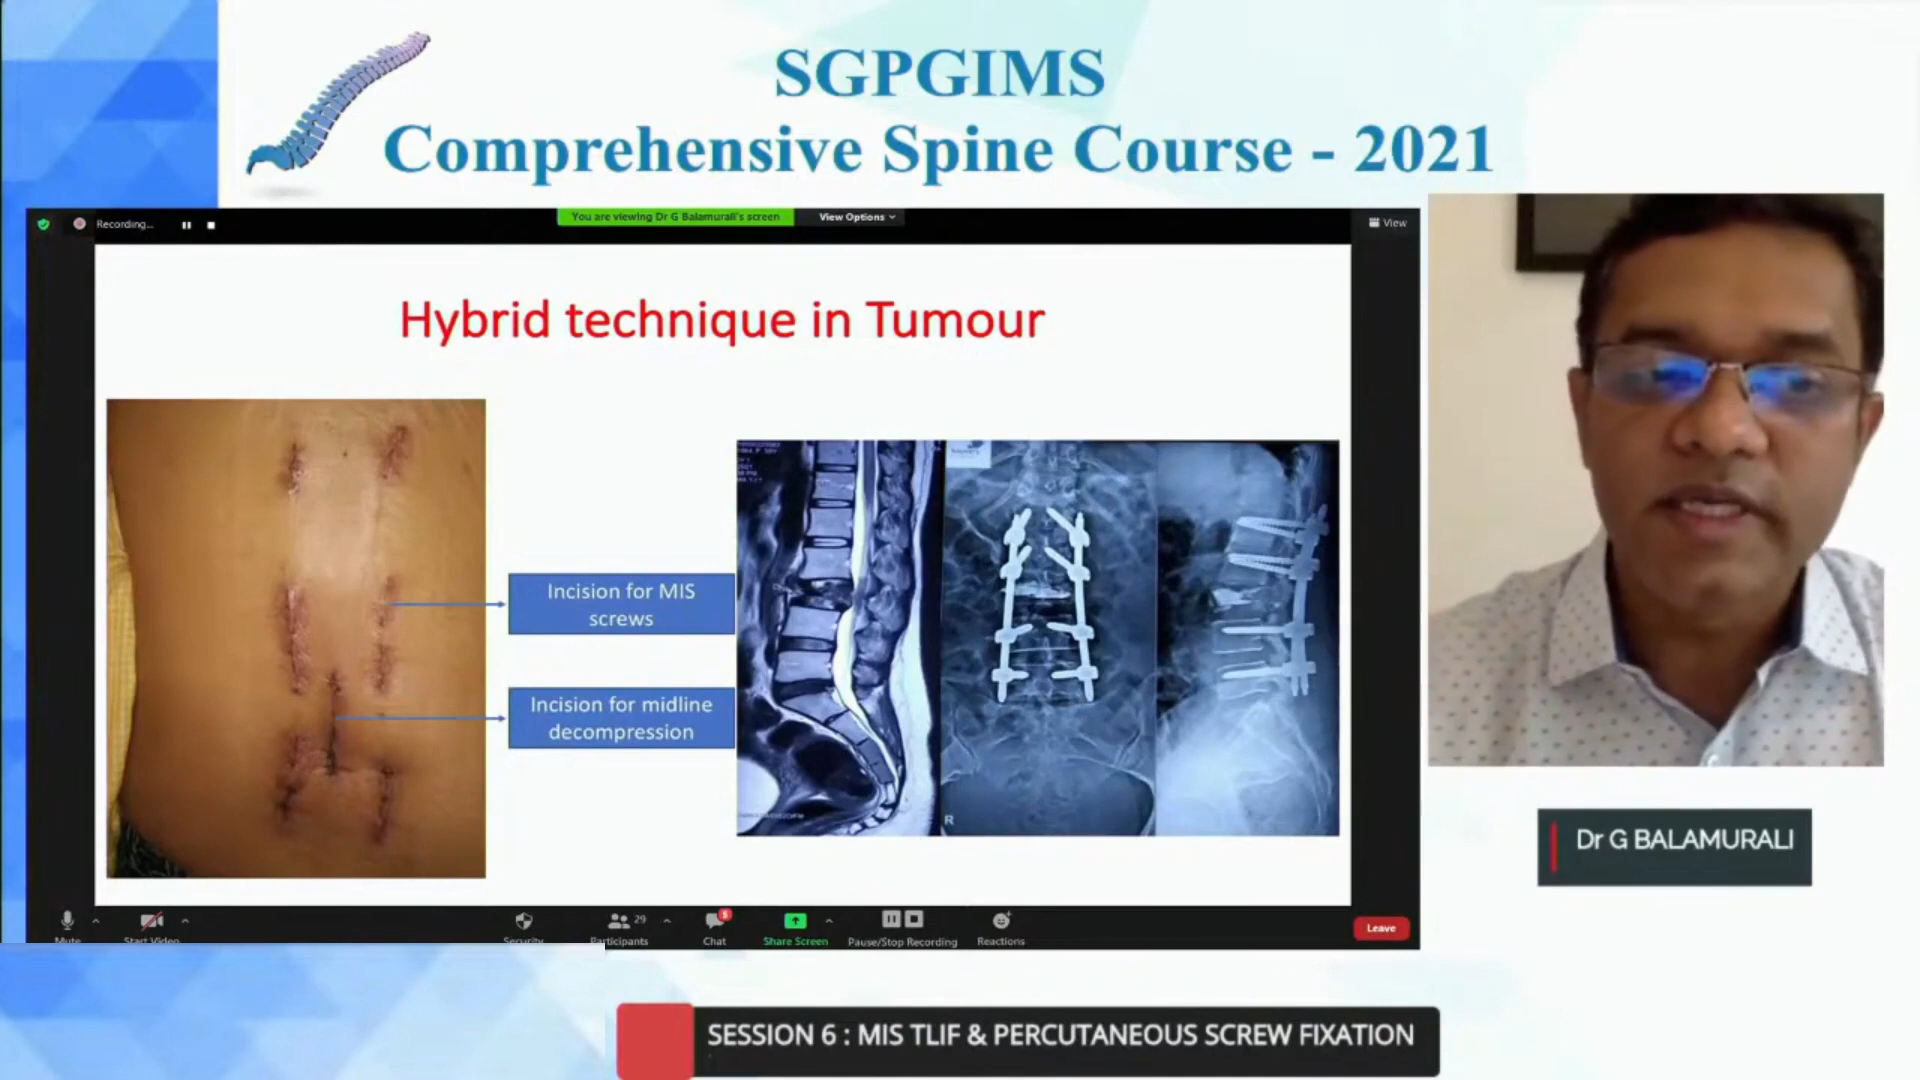 SGPGIMS
Comprehensive Spine Course - 2021
Recording...
You are viewing Dr G Balamurali's screen
View Options
View
Hybrid technique in Tumour
Incision for MIS
screws
Incision for midline
decompression
R
Mute
Start Video
Security
Participants
29
Chat
Share Screen
Pause/Stop Recording
Reactions
Leave
Dr G BALAMURALI
SESSION 6 : MIS TLIF & PERCUTANEOUS SCREW FIXATION